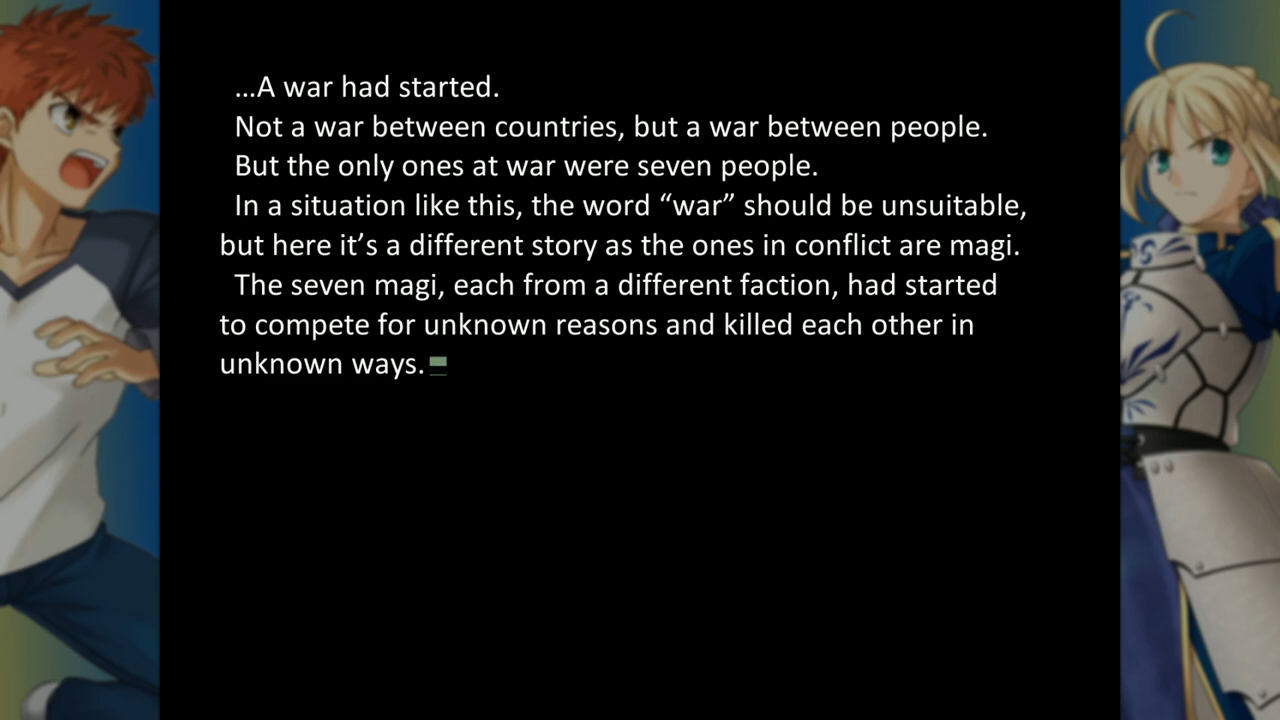 …A war had started.
Not a war between countries, but a war between people.
But the only ones at war were seven people.
In a situation like this, the word “war” should be unsuitable,
but here it’s a different story as the ones in conflict are magi.
The seven magi, each from a different faction, had started
to compete for unknown reasons and killed each other in
unknown ways.